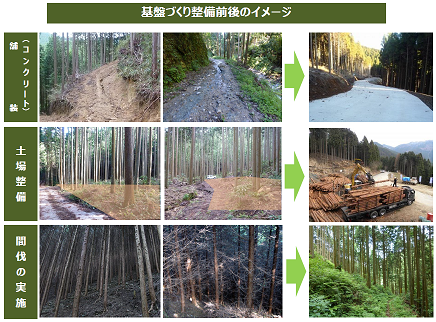 基盤づくり整備前後のイメージ
舗装（コンクリート）
土場整備
間伐の実施